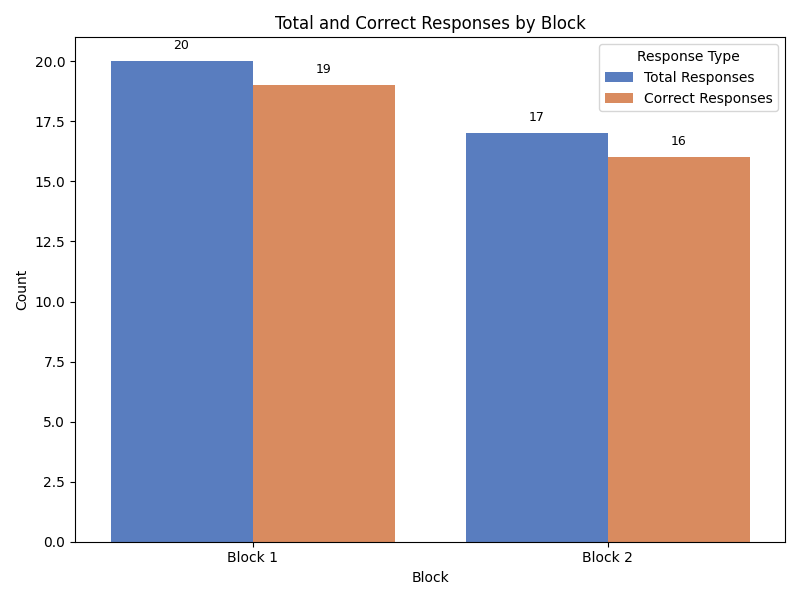 Total and Correct Responses by Block
Response Type
Total Responses
Correct Responses
20
19
17
16
20.0
17.5
15.0
12.5
10.0
7.5
5.0
2.5
0.0
Count
Block 1
Block 2
Block